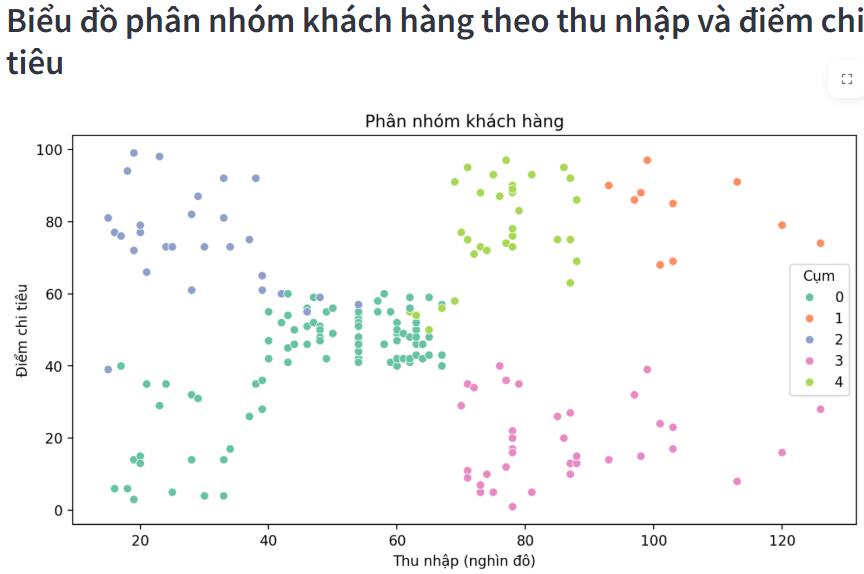 Biểu đồ phân nhóm khách hàng theo thu nhập và điểm chi
tiêu
Phân nhóm khách hàng
100
80
60
40
20
0
Điểm chi tiêu
Cụm
0
1
2
3
4
20 40 60 80 100 120
Thu nhập (nghìn đô)